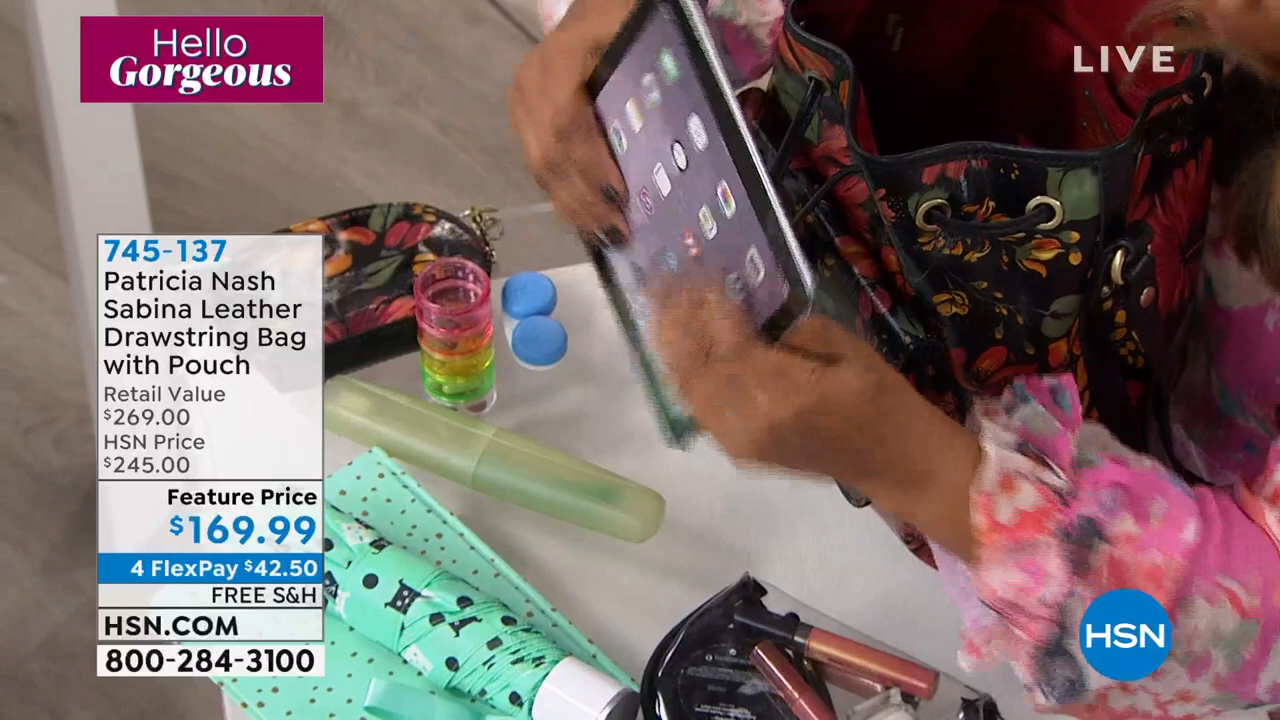 Hello
Gorgeous
LIVE
745-137
Patricia Nash
Sabina Leather
Drawstring Bag
with Pouch
Retail Value
$269.00
HSN Price
$245.00
Feature Price
$169.99
4 FlexPay $42.50
FREE S&H
HSN.COM
800-284-3100
HSN